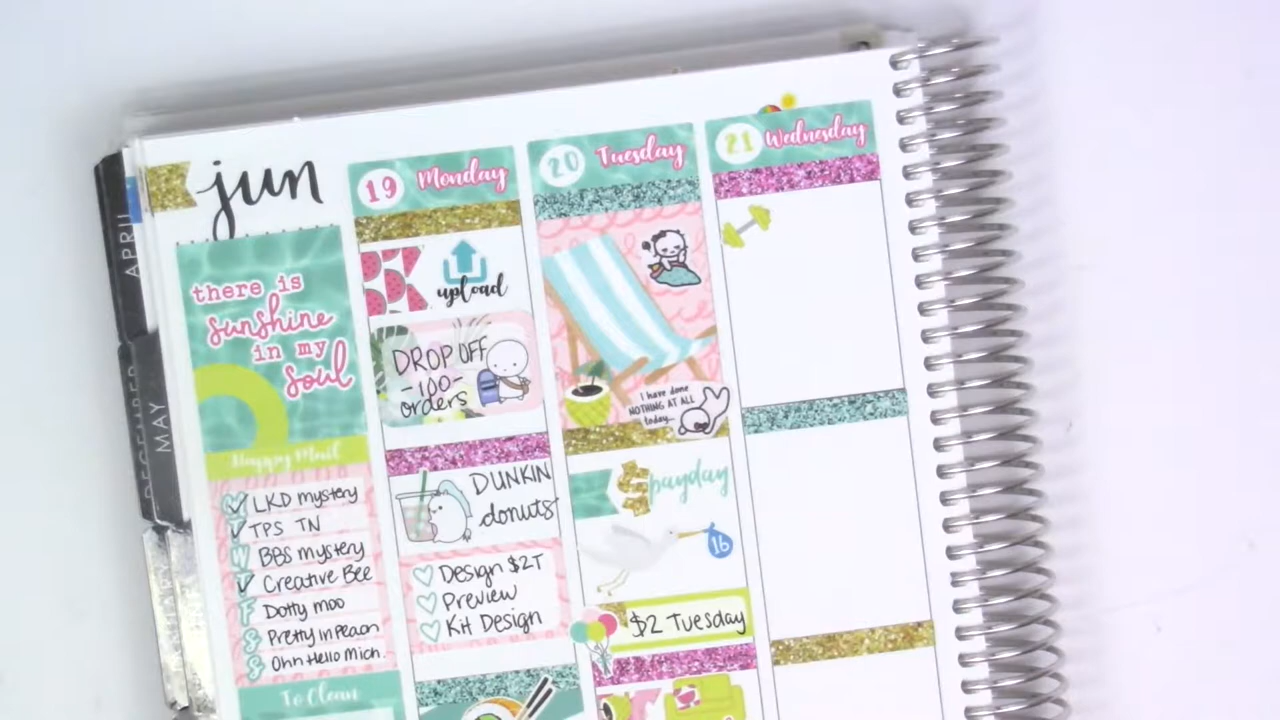 jun
there is
sunshine
in my
soul
Happy Mail
LKD mystery
TPS TN
BBS mystery
Creative Bee
Dotty moo
Pretty in Peach
Ohh Hello Mich.
To Clean
19 Monday
upload
DROP OFF
-100-
orders
DUNKIN
donuts
Design $2T
Preview
Kit Design
20 Tuesday
I have done
NOTHING AT ALL
today...
$ payday
16
$2 Tuesday
21 Wednesday
APRIL
MAY
DECEMBER